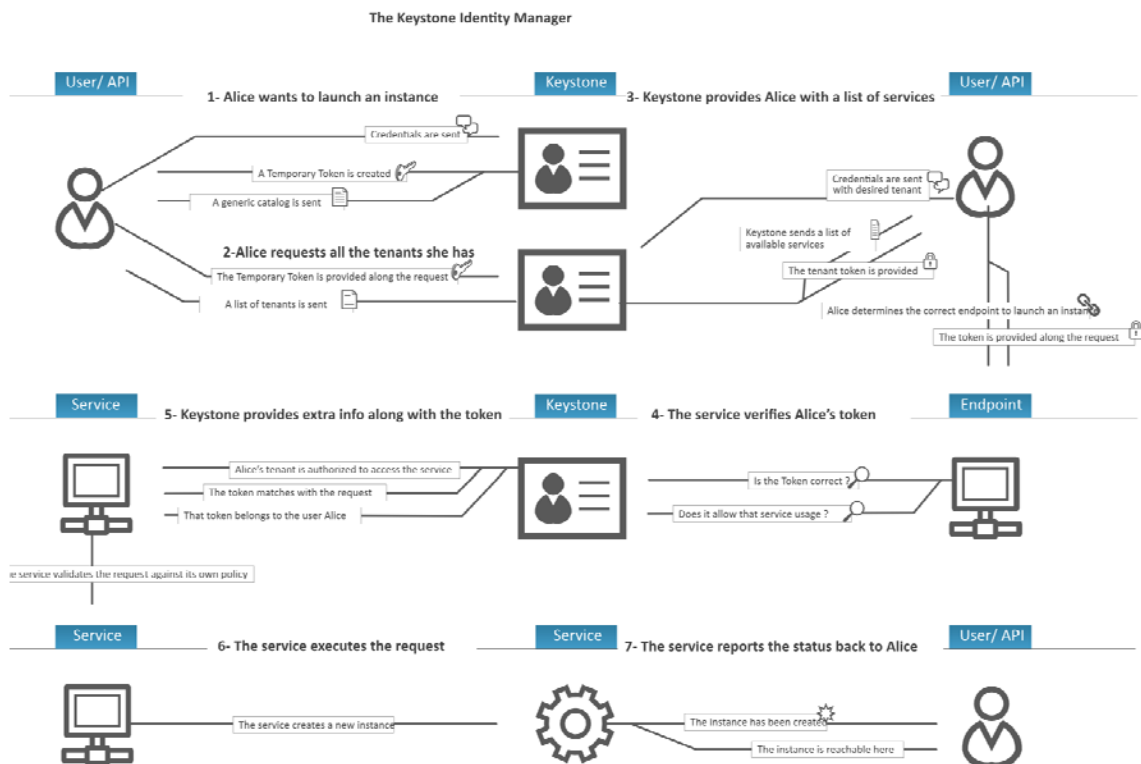 The Keystone Identity Manager
User/ API
1- Alice wants to launch an instance
Keystone
3- Keystone provides Alice with a list of services
User/ API
Credentials are sent
A Temporary Token is created
A generic catalog is sent
Credentials are sent
with desired tenant
2-Alice requests all the tenants she has
The Temporary Token is provided along the request
A list of tenants is sent
Keystone sends a list of
available services
The tenant token is provided
Alice determines the correct endpoint to launch an instan
The token is provided along the request
Service
5- Keystone provides extra info along with the token
Keystone
4- The service verifies Alice's token
Endpoint
Alice's tenant is authorized to access the service
The token matches with the request
That token belongs to the user Alice
Is the Token correct ?
Does it allow that service usage ?
e service validates the request against its own policy
Service
6- The service executes the request
Service
7- The service reports the status back to Alice
User/ API
The service creates a new instance
The instance has been created
The instance is reachable here